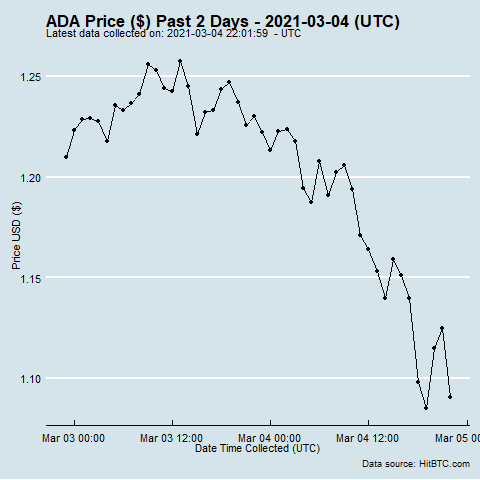 ADA Price ($) Past 2 Days - 2021-03-04 (UTC)
Latest data collected on: 2021-03-04 22:01:59 - UTC
1.25
1.20
1.15
1.10
Price USD ($)
Mar 03 00:00 Mar 03 12:00 Mar 04 00:00 Mar 04 12:00 Mar 05 00
Date Time Collected (UTC)
Data source: HitBTC.com